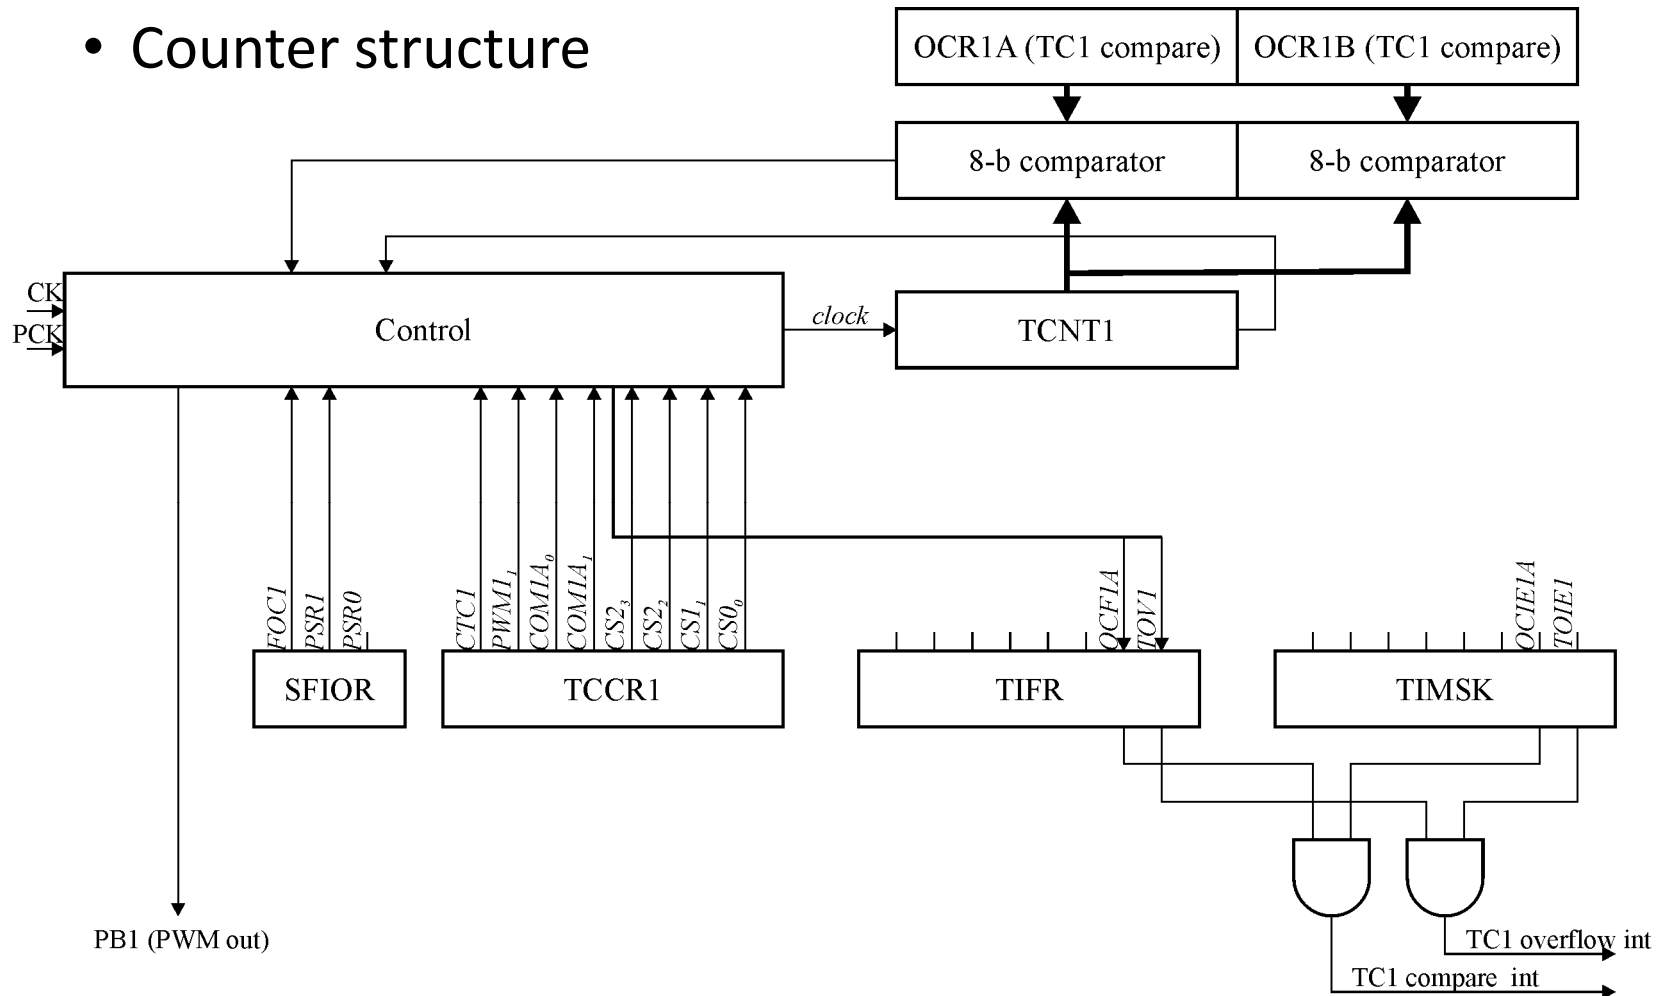 • Counter structure
OCR1A (TC1 compare) OCR1B (TC1 compare)
8-b comparator 8-b comparator
CK
PCK
Control
clock
TCNT1
FOC1
PSR1
PSR0
CTC1
PWM1₁
COM1A₀
COM1A₁
CS2₃
CS2₂
CS1₁
CS0₀
OCF1A
TOV1
OCIE1A
TOIE1
SFIOR
TCCR1
TIFR
TIMSK
PB1 (PWM out)
TC1 overflow int
TC1 compare int